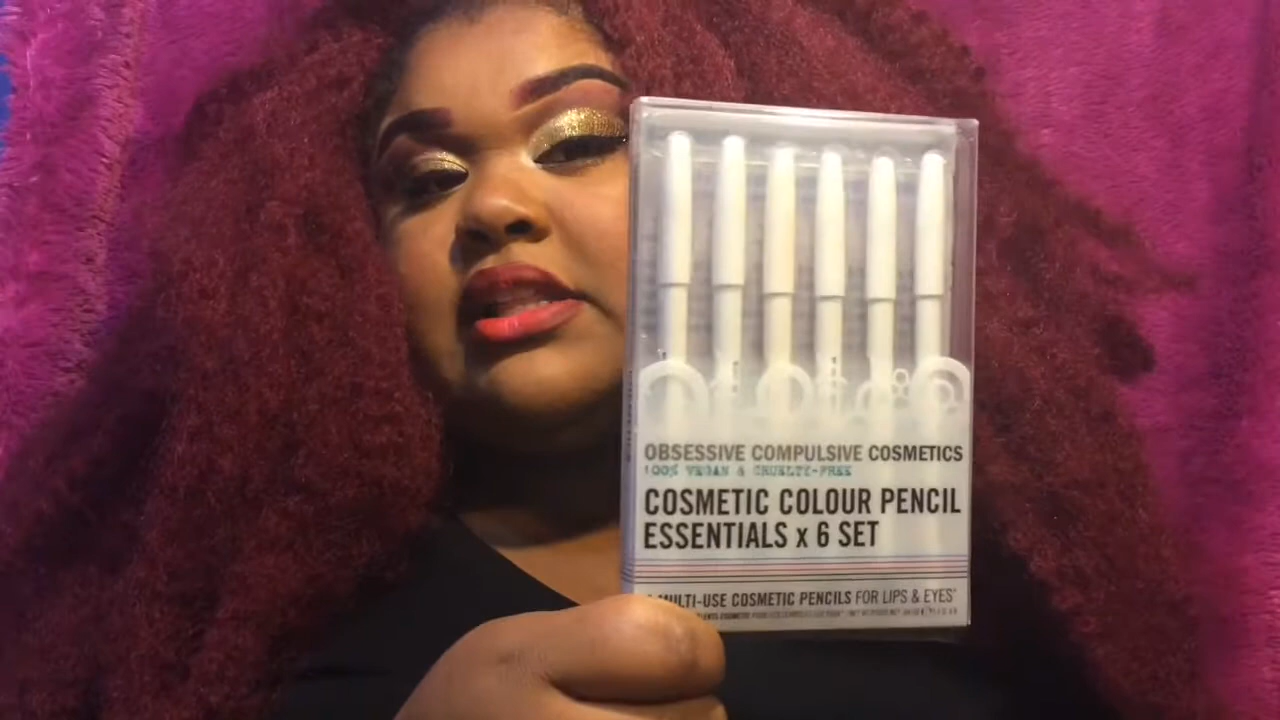 OBSESSIVE COMPULSIVE COSMETICS
100% VEGAN & CRUELTY-FREE
COSMETIC COLOUR PENCIL
ESSENTIALS x 6 SET
MULTI-USE COSMETIC PENCILS FOR LIPS & EYES